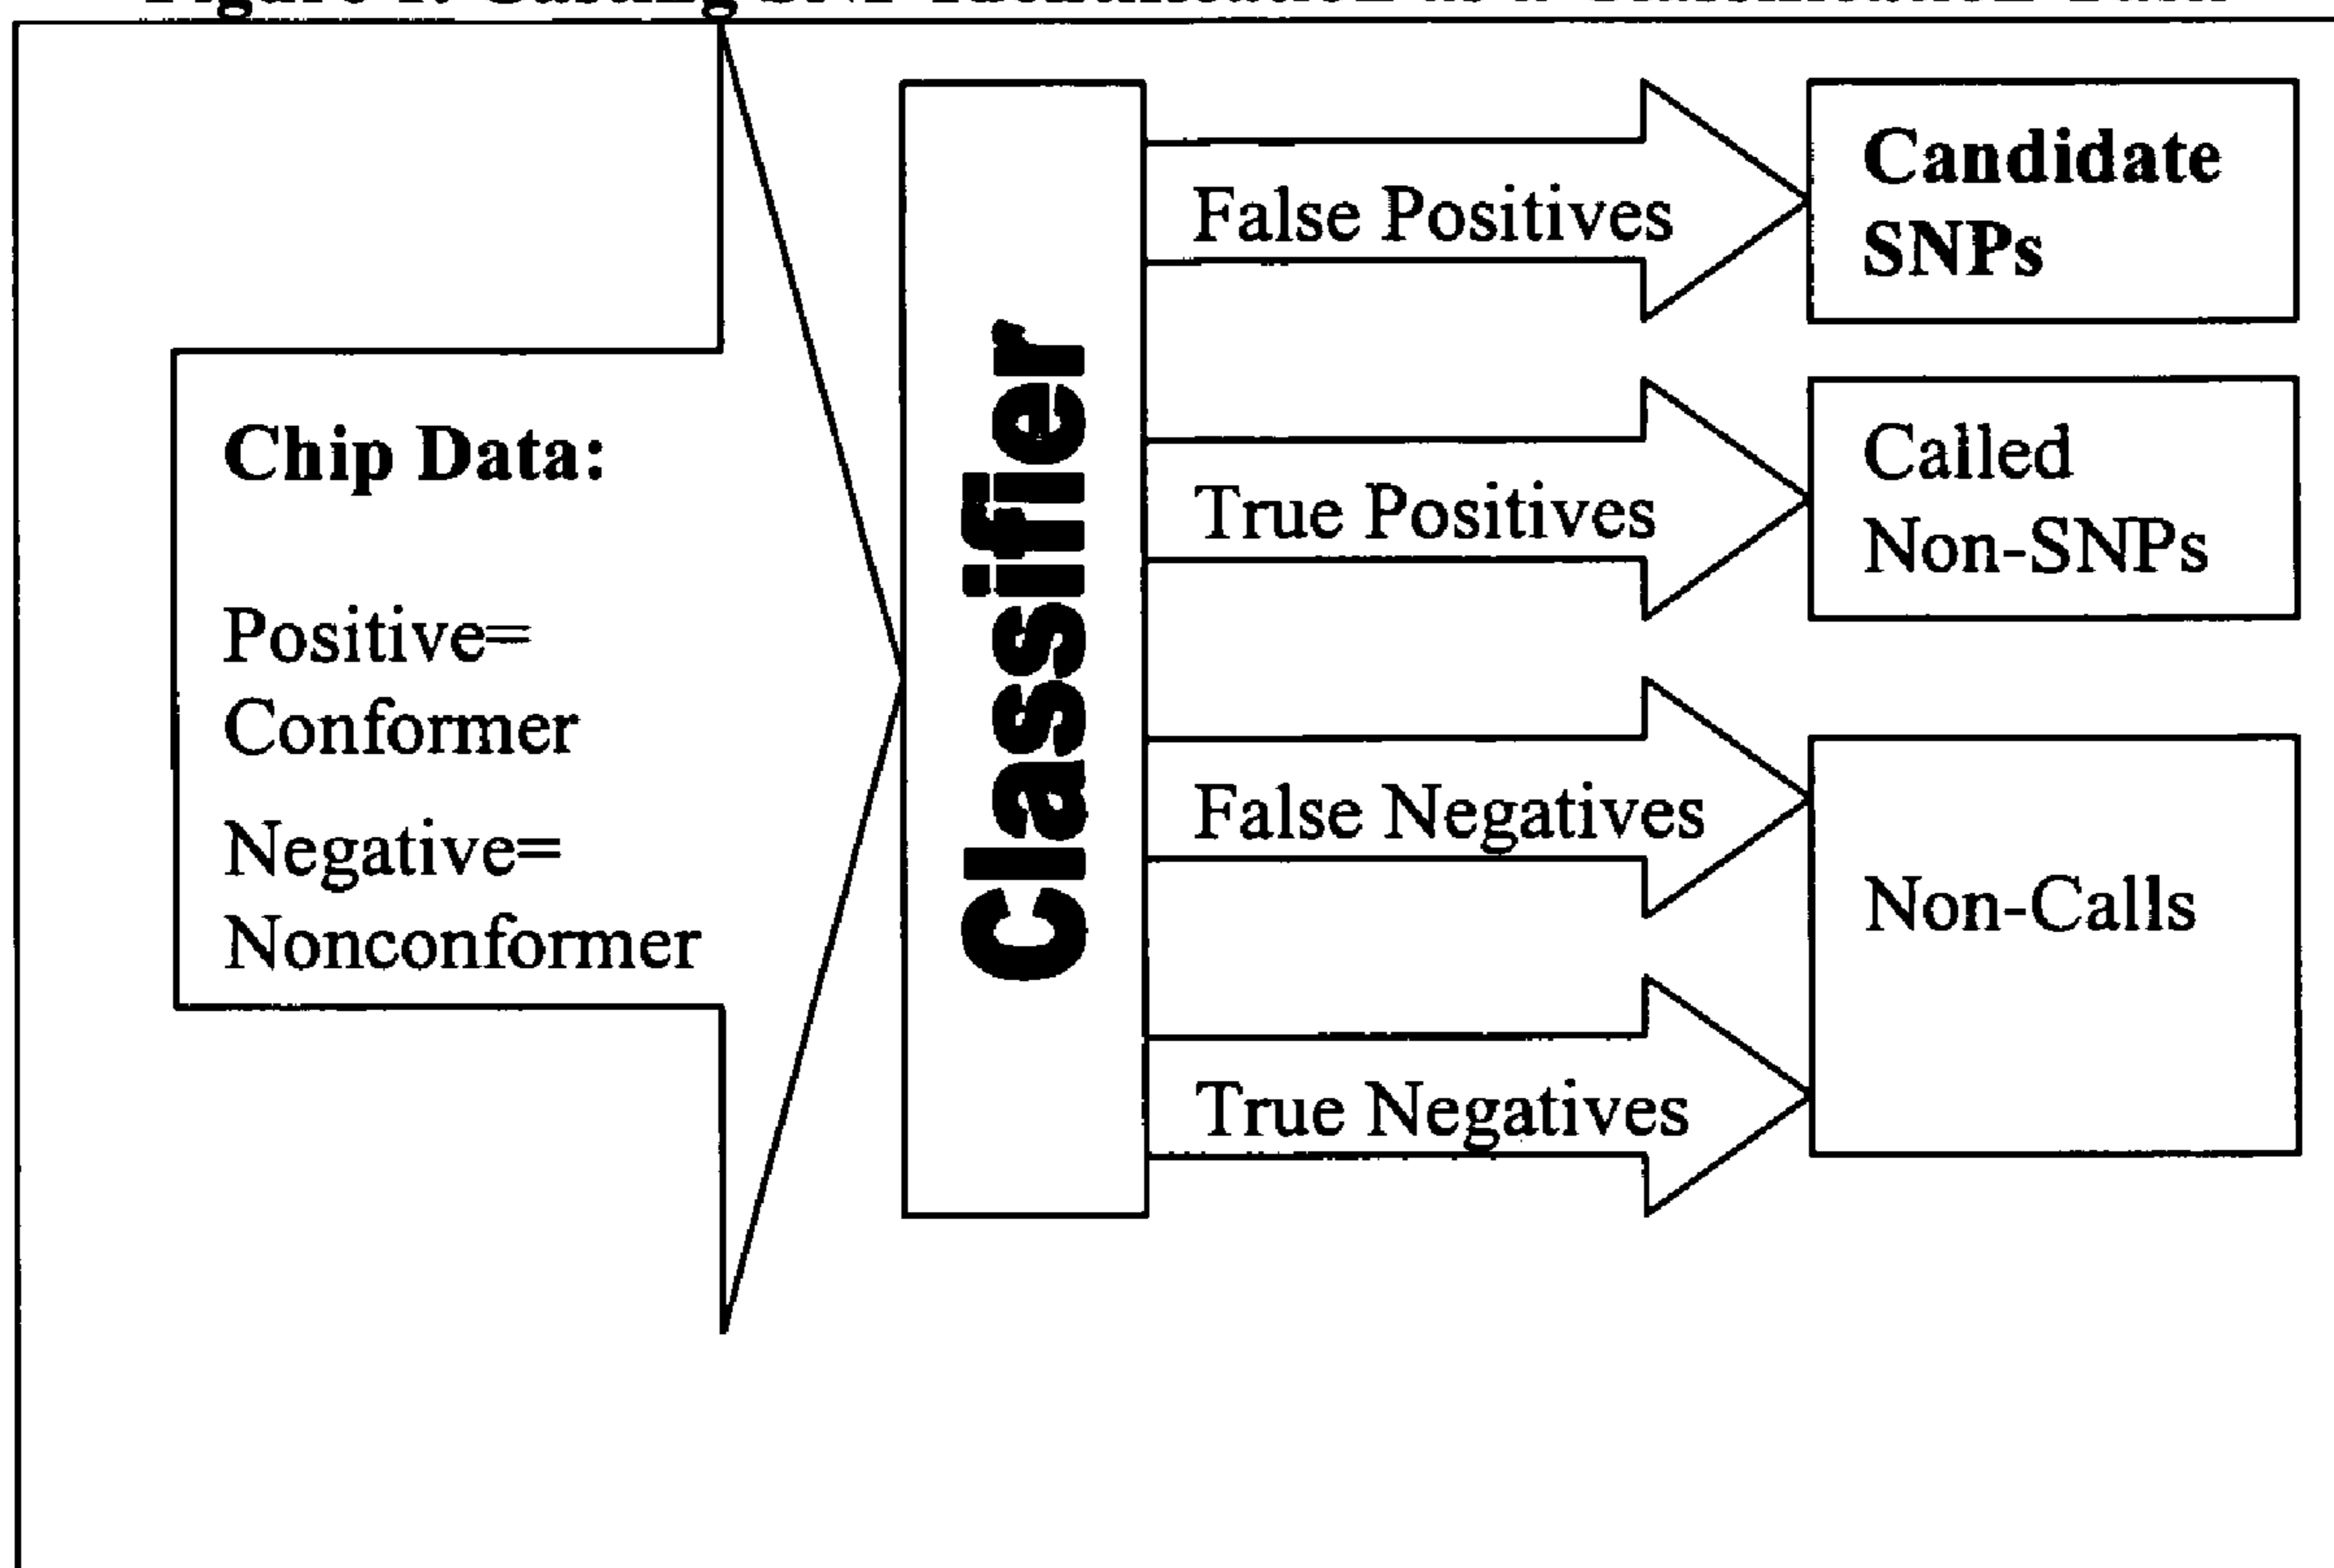 Chip Data:
Positive=
Conformer
Negative=
Nonconformer
Classifier
False Positives
True Positives
False Negatives
True Negatives
Candidate
SNPs
Called
Non-SNPs
Non-Calls